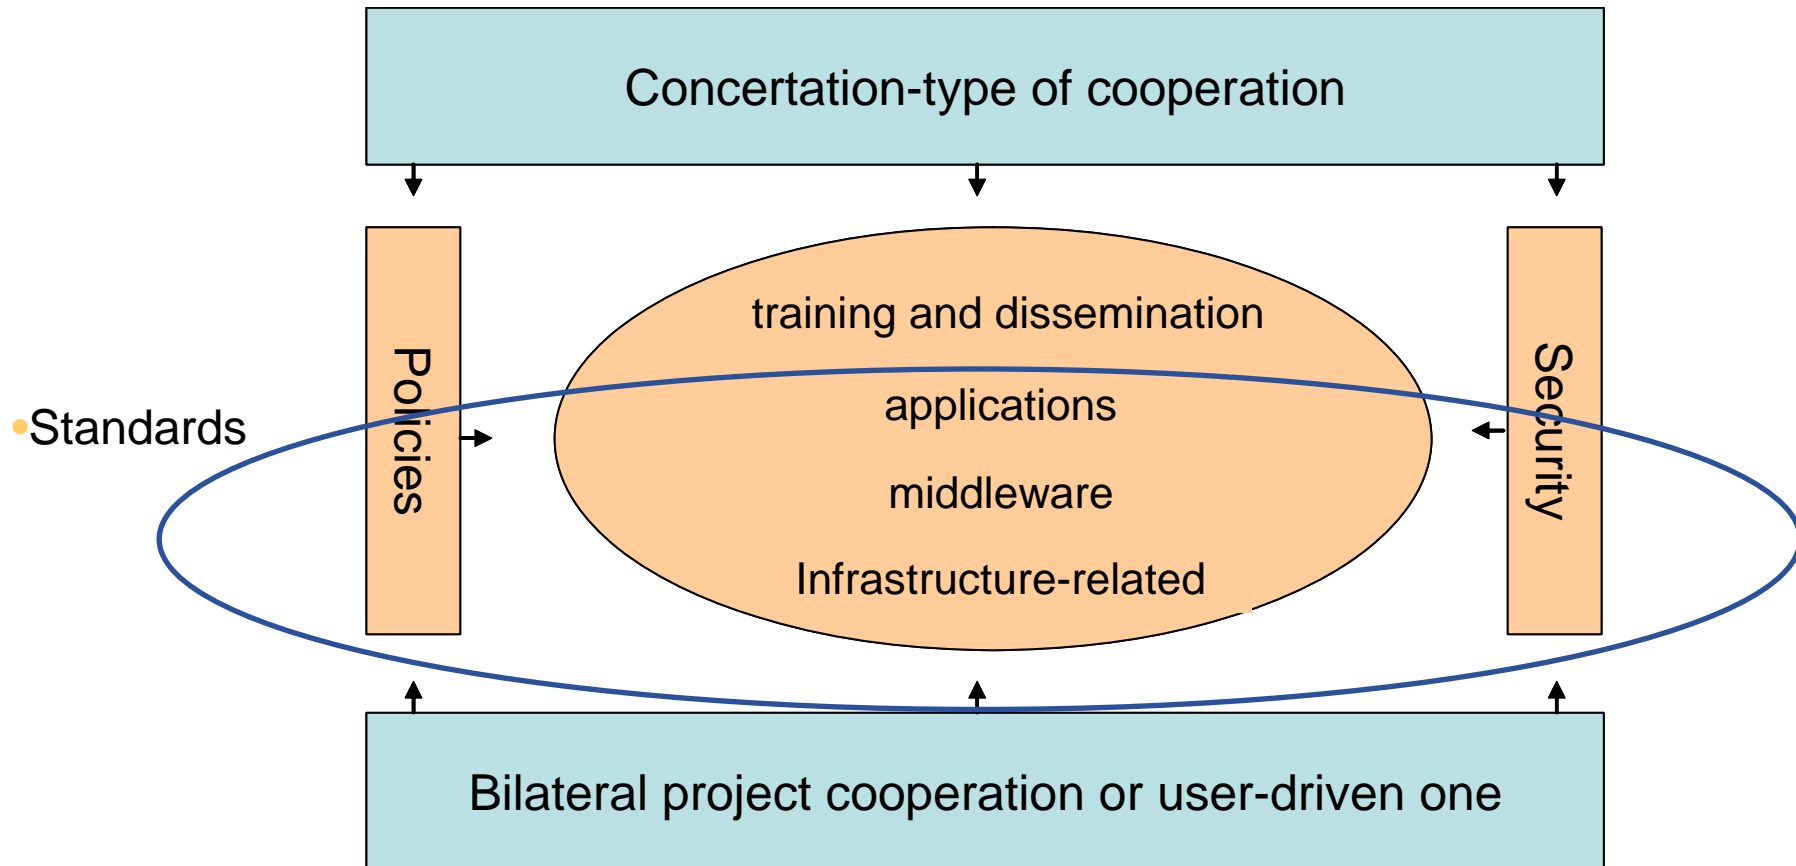 Concertation-type of cooperation
training and dissemination
Policies
Security
applications
•Standards
middleware
Infrastructure-related
Bilateral project cooperation or user-driven one